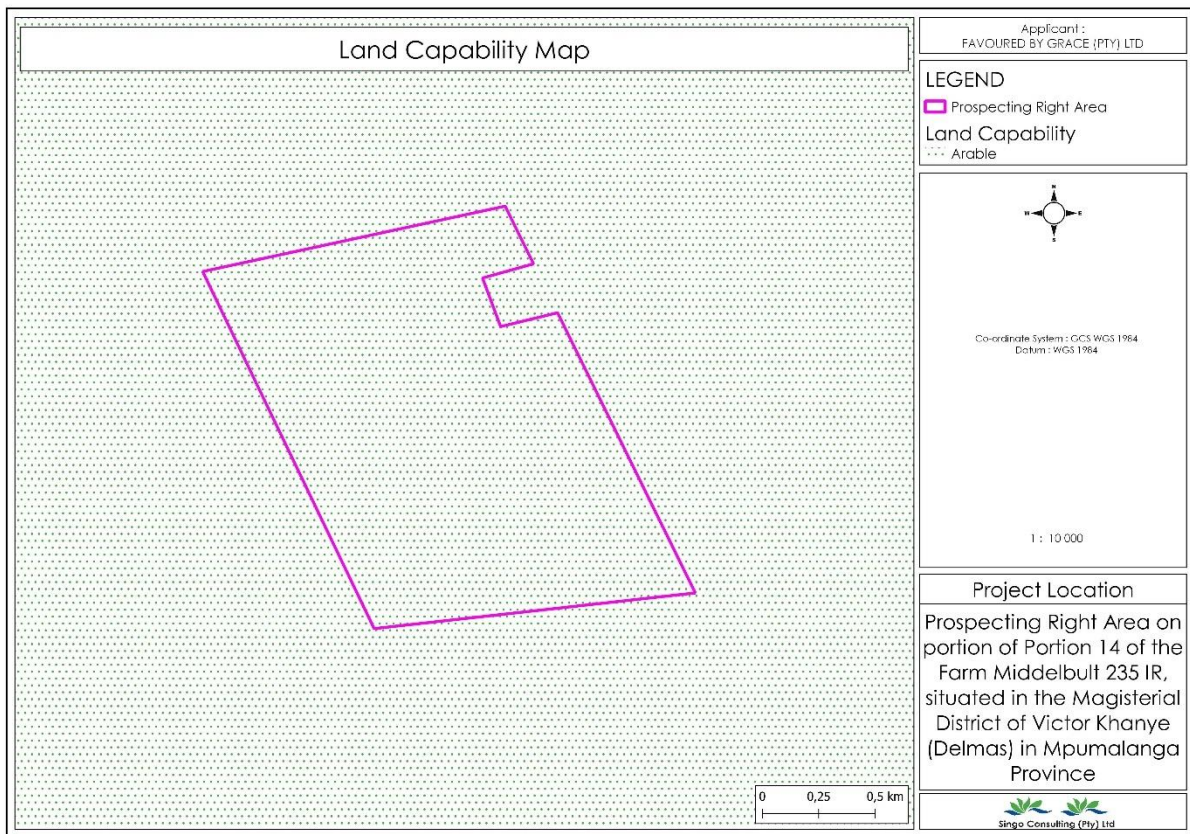 Land Capability Map
Applicant :
FAVOURED BY GRACE (PTY) LTD
LEGEND
Prospecting Right Area
Land Capability
Arable
N
W E
S
Co-ordinate System : GCS WGS 1984
Datum : WGS 1984
1 : 10 000
Project Location
Prospecting Right Area on
portion of Portion 14 of the
Farm Middelbult 235 IR,
situated in the Magisterial
District of Victor Khanye
(Delmas) in Mpumalanga
Province
0 0,25 0,5 km
Singo Consulting (Pty) Ltd